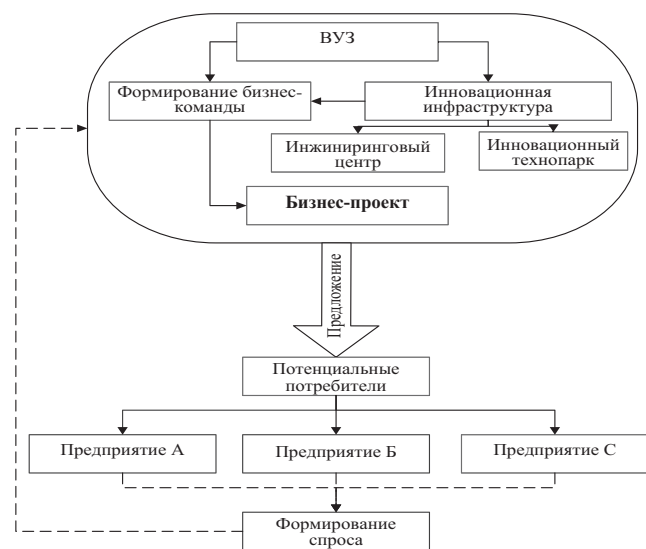 ВУЗ
Формирование бизнес-
команды
Инновационная
инфраструктура
Инжиниринговый
центр
Инновационный
технопарк
Бизнес-проект
Предложение
Потенциальные
потребители
Предприятие А
Предприятие Б
Предприятие С
Формирование
спроса